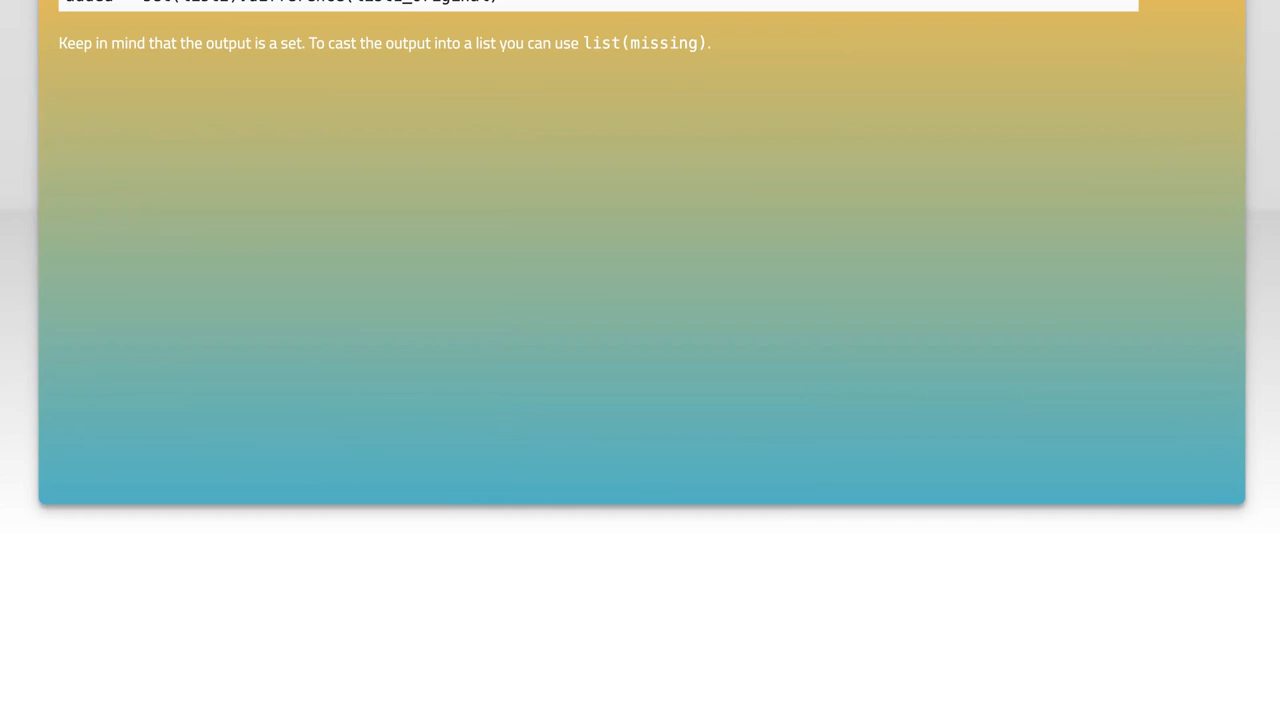 Keep in mind that the output is a set. To cast the output into a list you can use list(missing).